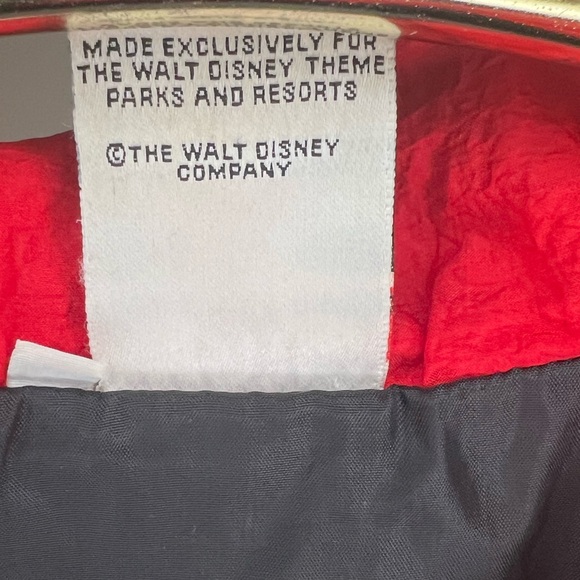 MADE EXCLUSIVELY FOR
THE WALT DISNEY THEME
PARKS AND RESORTS
©THE WALT DISNEY
COMPANY